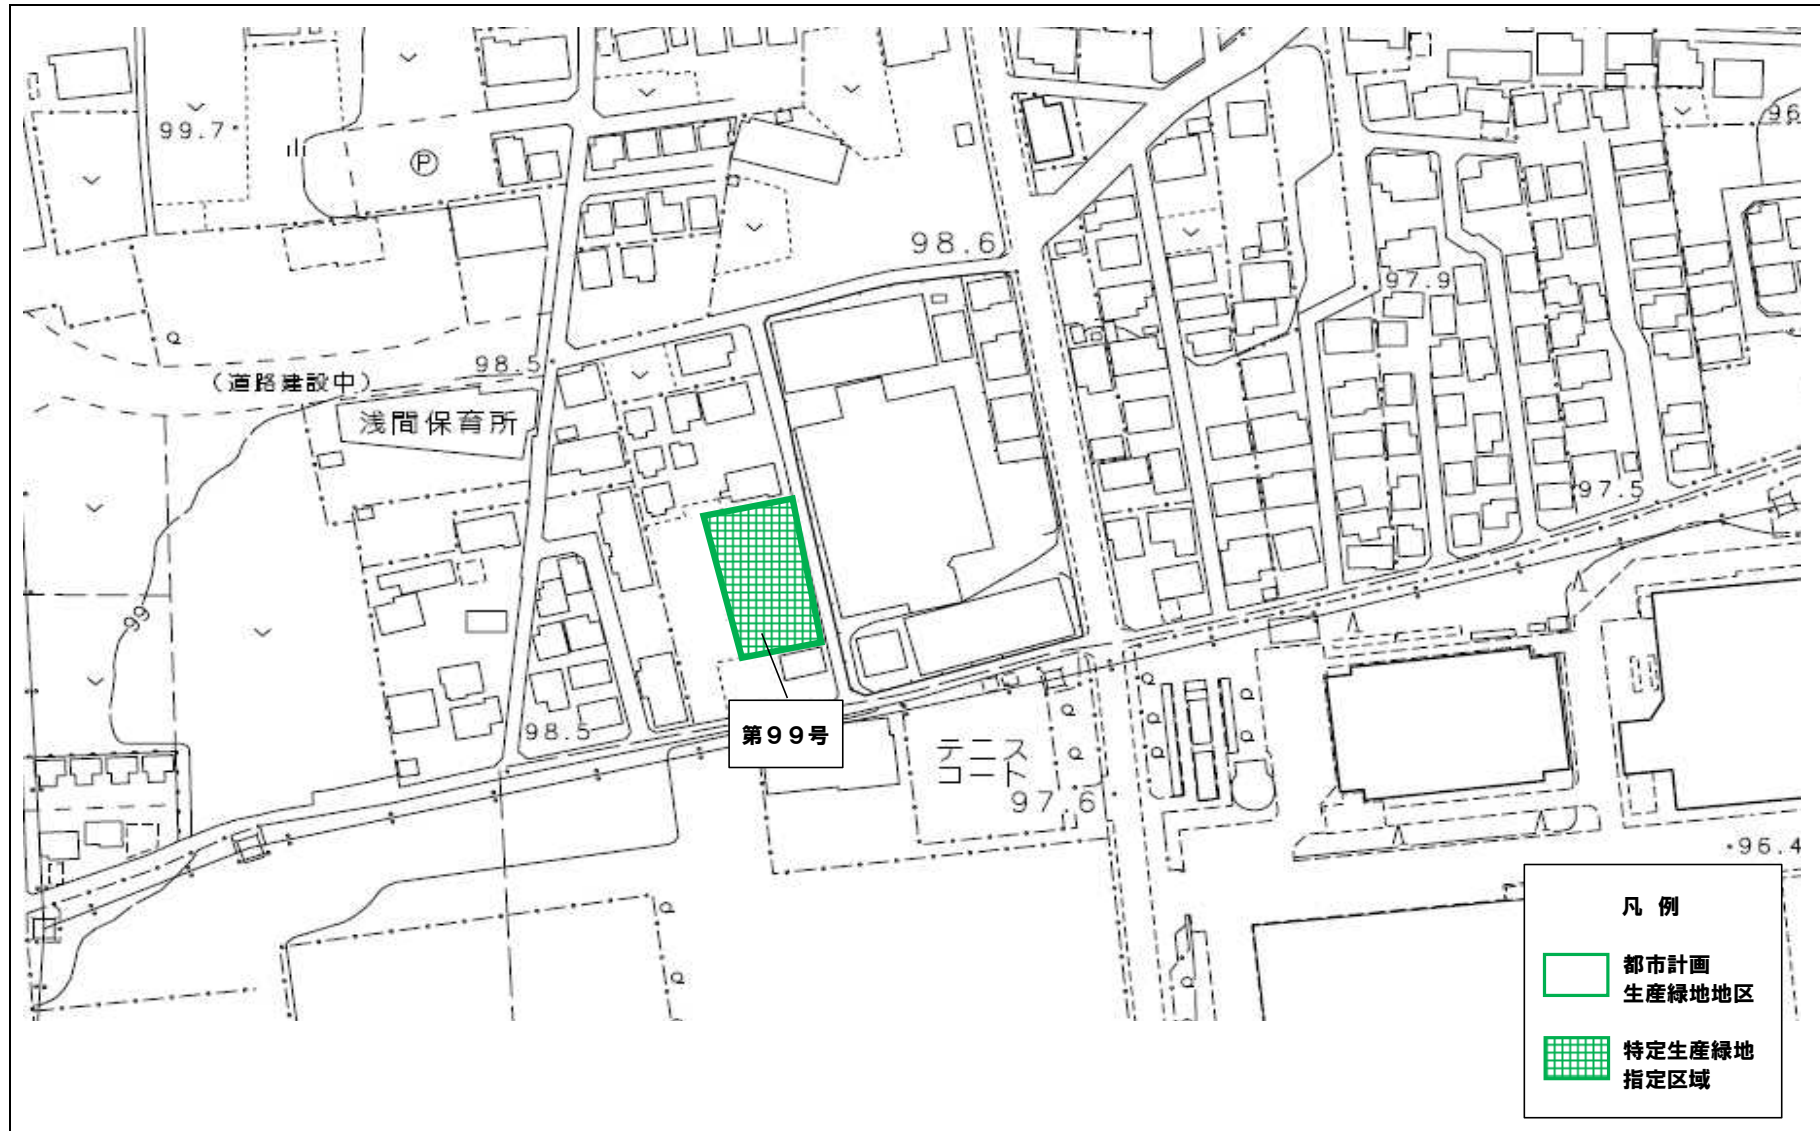 99.7
Ⓟ
96
98.6
97.9
98.5
(道路建設中)
浅間保育所
97.5
99
98.5
第99号
テニス
コート
97.6
96.4
凡 例
都市計画
生産緑地地区
特定生産緑地
指定区域